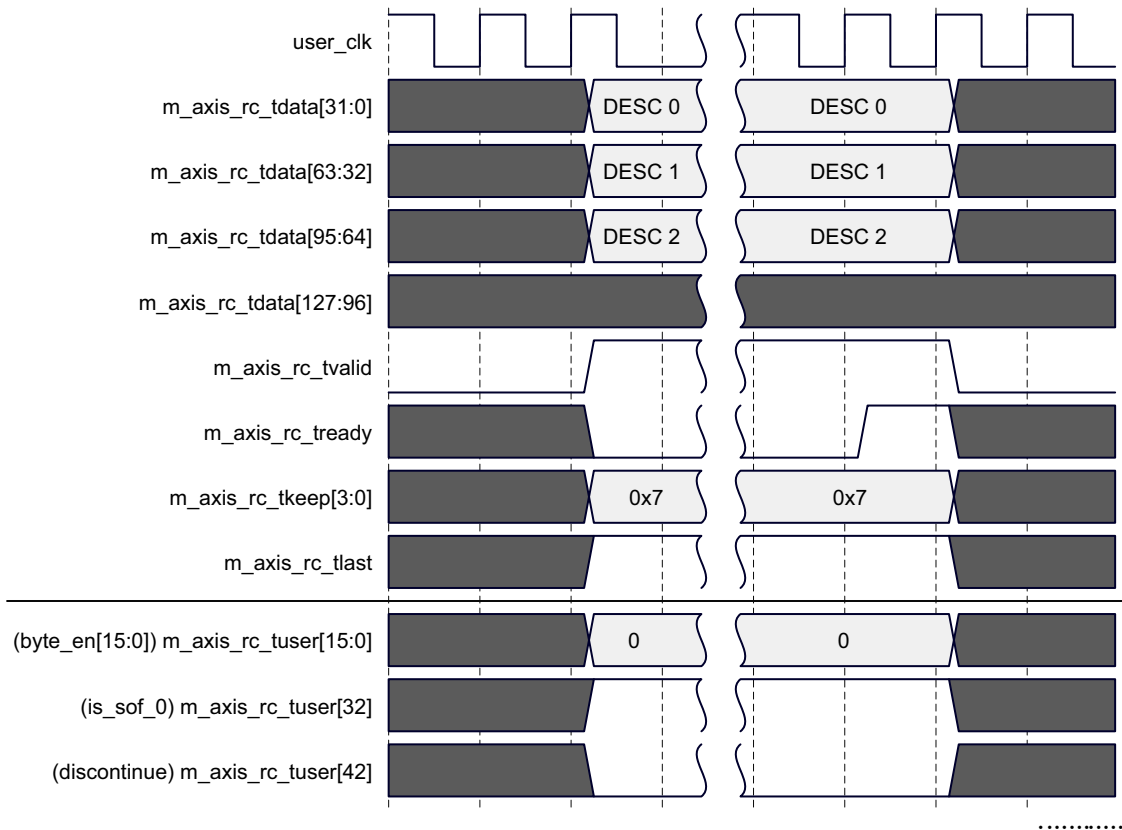 user_clk
m_axis_rc_tdata[31:0] DESC 0 DESC 0
m_axis_rc_tdata[63:32] DESC 1 DESC 1
m_axis_rc_tdata[95:64] DESC 2 DESC 2
m_axis_rc_tdata[127:96]
m_axis_rc_tvalid
m_axis_rc_tready
m_axis_rc_tkeep[3:0] 0x7 0x7
m_axis_rc_tlast
(byte_en[15:0]) m_axis_rc_tuser[15:0] 0 0
(is_sof_0) m_axis_rc_tuser[32]
(discontinue) m_axis_rc_tuser[42]